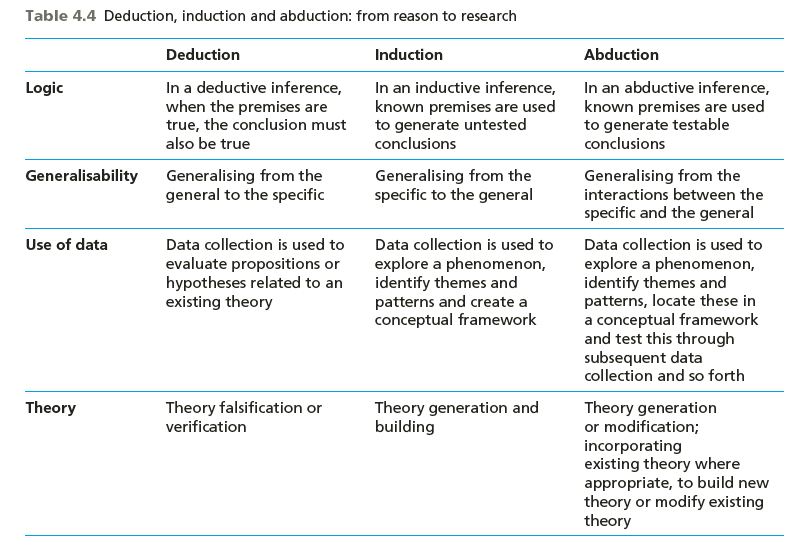 Table 4.4 Deduction, induction and abduction: from reason to research
Deduction Induction Abduction
Logic
In a deductive inference,
when the premises are
true, the conclusion must
also be true
In an inductive inference,
known premises are used
to generate untested
conclusions
In an abductive inference,
known premises are used
to generate testable
conclusions
Generalisability
Generalising from the
general to the specific
Generalising from the
specific to the general
Generalising from the
interactions between the
specific and the general
Use of data
Data collection is used to
evaluate propositions or
hypotheses related to an
existing theory
Data collection is used to
explore a phenomenon,
identify themes and
patterns and create a
conceptual framework
Data collection is used to
explore a phenomenon,
identify themes and
patterns, locate these in
a conceptual framework
and test this through
subsequent data
collection and so forth
Theory
Theory falsification or
verification
Theory generation and
building
Theory generation
or modification;
incorporating
existing theory where
appropriate, to build new
theory or modify existing
theory